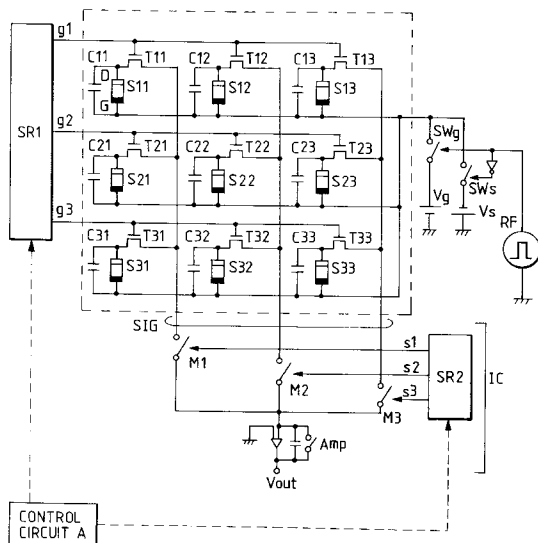 g1
C11 T11 C12 T12 C13 T13
D
S11 S12 S13
G
SR1
g2
C21 T21 C22 T22 C23 T23
S21 S22 S23
SWg
SWs
Vg
Vs
RF
g3
C31 T31 C32 T32 C33 T33
S31 S32 S33
SIG
M1
s1
M2
s2
SR2
IC
s3
M3
Amp
Vout
CONTROL
CIRCUIT A